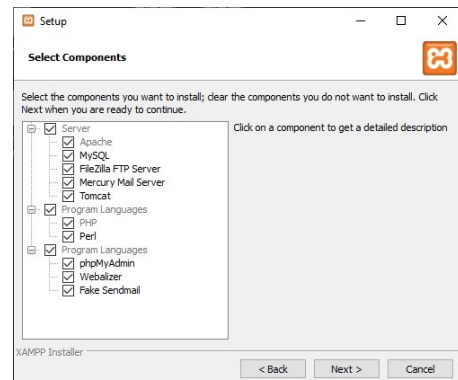 Setup
Select Components
Select the components you want to install; clear the components you do not want to install. Click
Next when you are ready to continue.
Server
Apache
MySQL
FileZilla FTP Server
Mercury Mail Server
Tomcat
Program Languages
PHP
Perl
Program Languages
phpMyAdmin
Webalizer
Fake Sendmail
Click on a component to get a detailed description
XAMPP Installer
< Back
Next >
Cancel